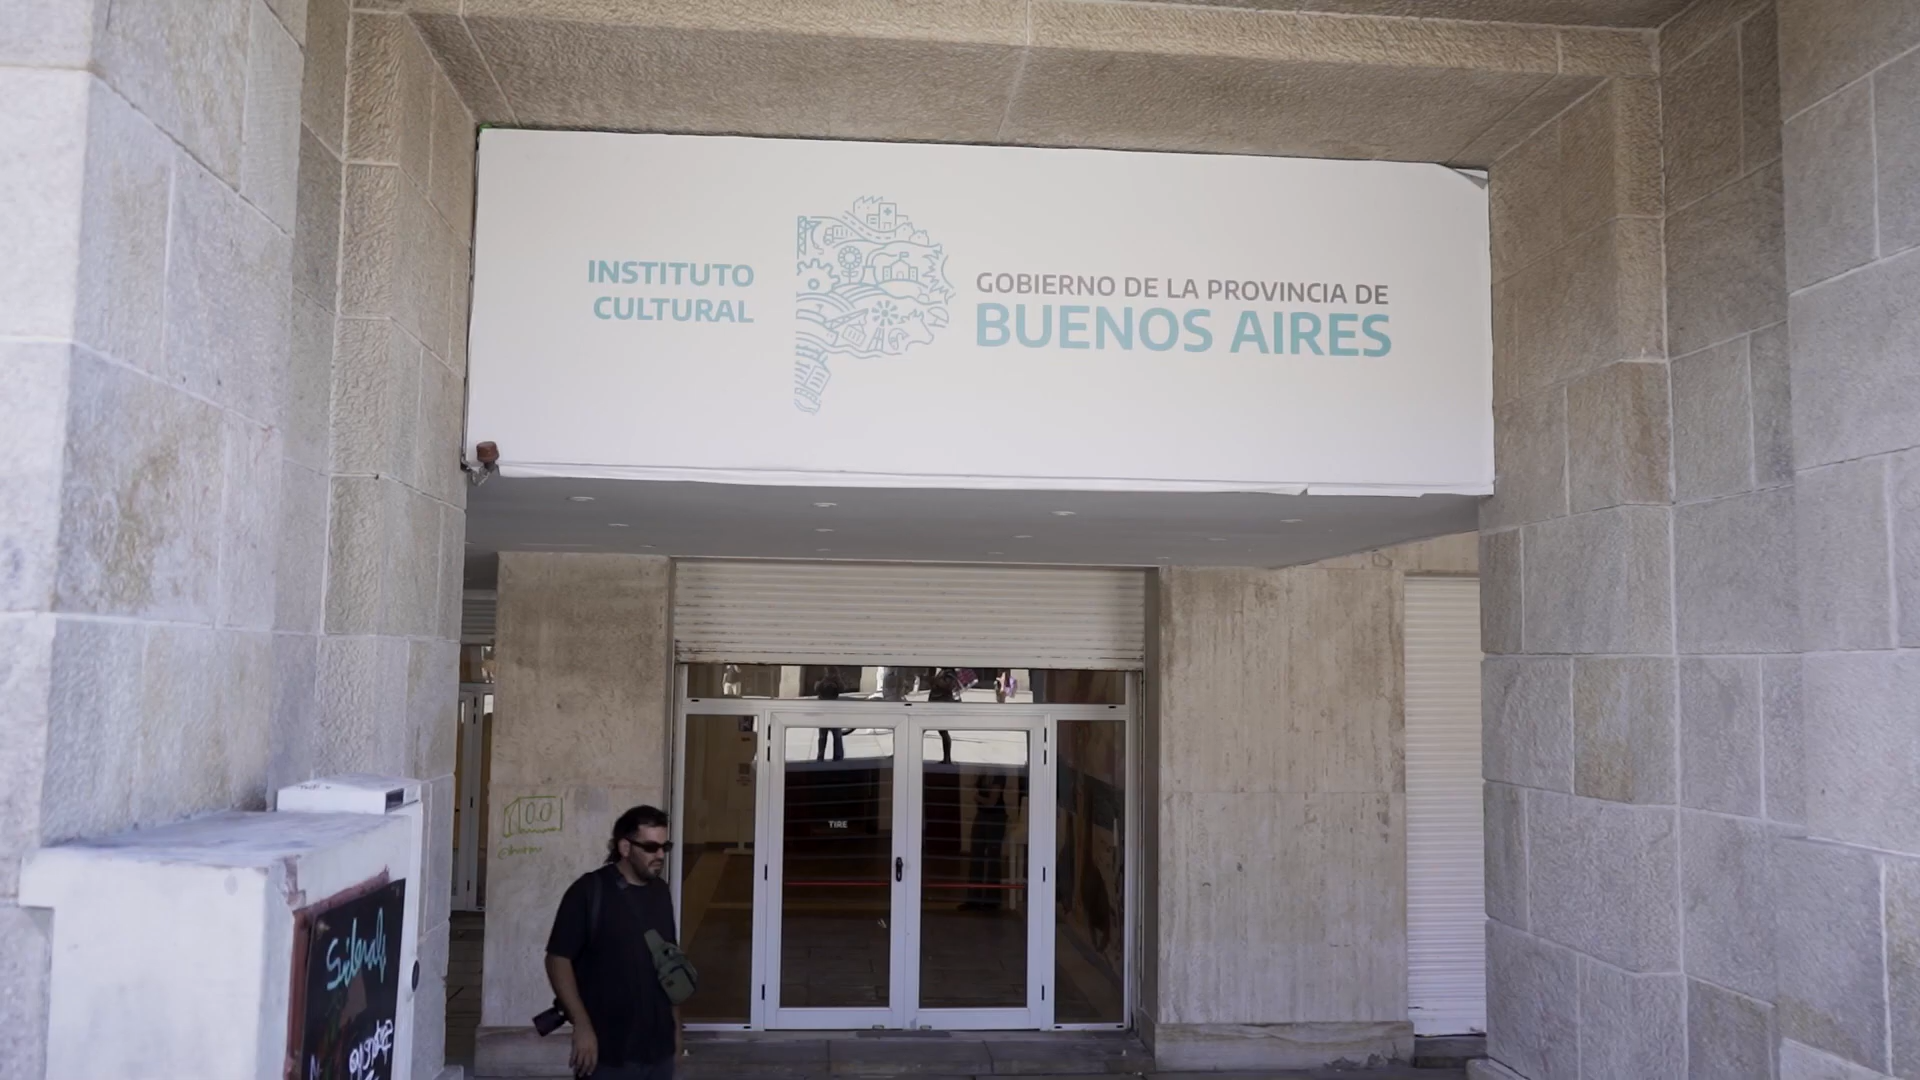 INSTITUTO
CULTURAL
GOBIERNO DE LA PROVINCIA DE
BUENOS AIRES
TIRE